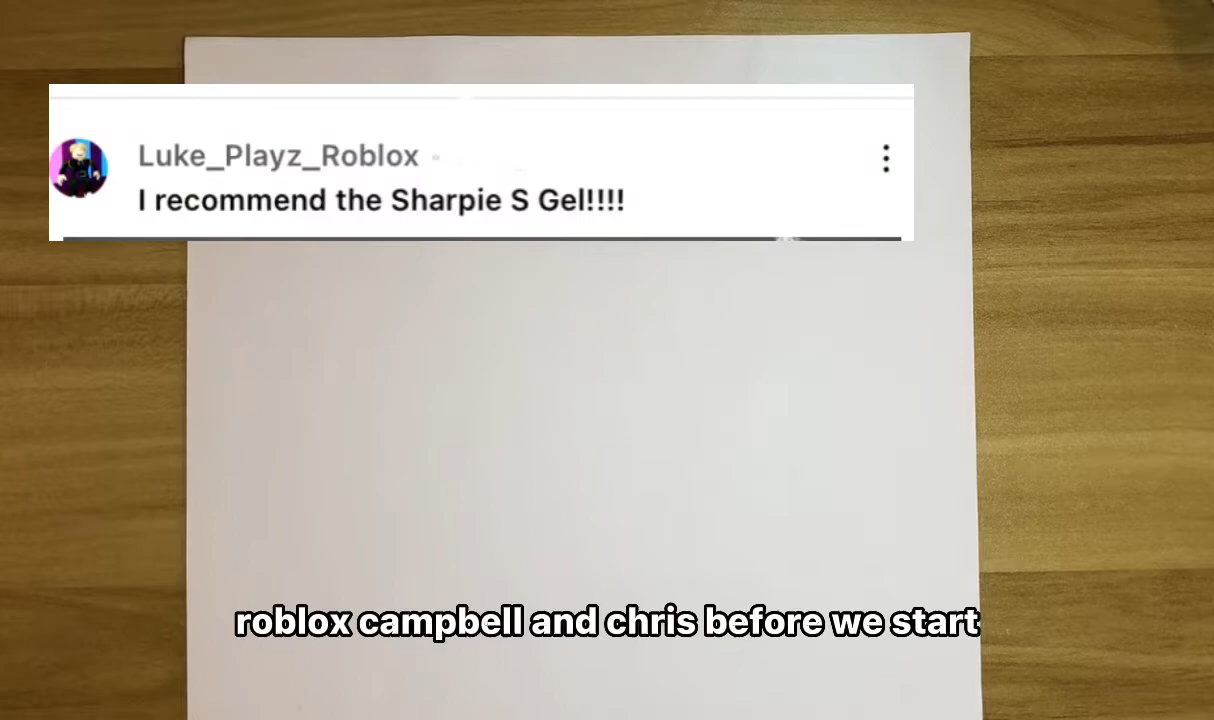 Luke_Playz_Roblox
I recommend the Sharpie S Gel!!!!
roblox campbell and chris before we start